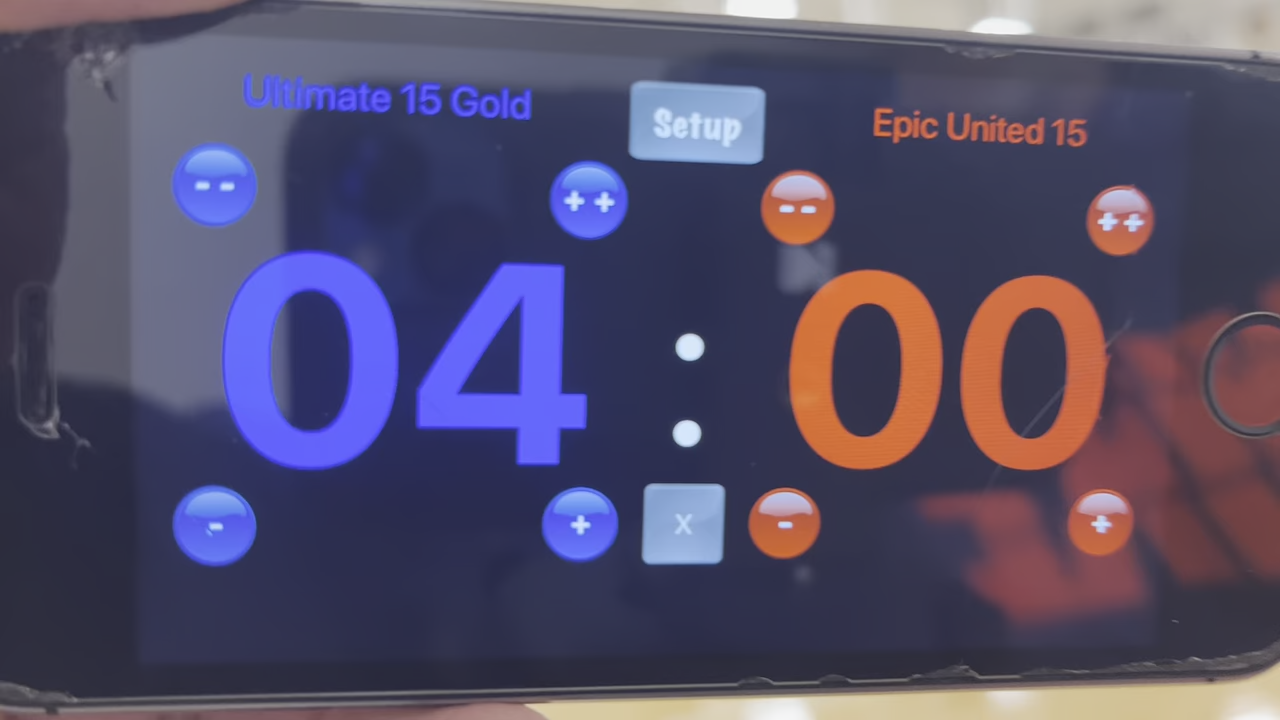 Ultimate 15 Gold
Setup
Epic United 15
-- ++ -- ++
04 : 00
- + X - +